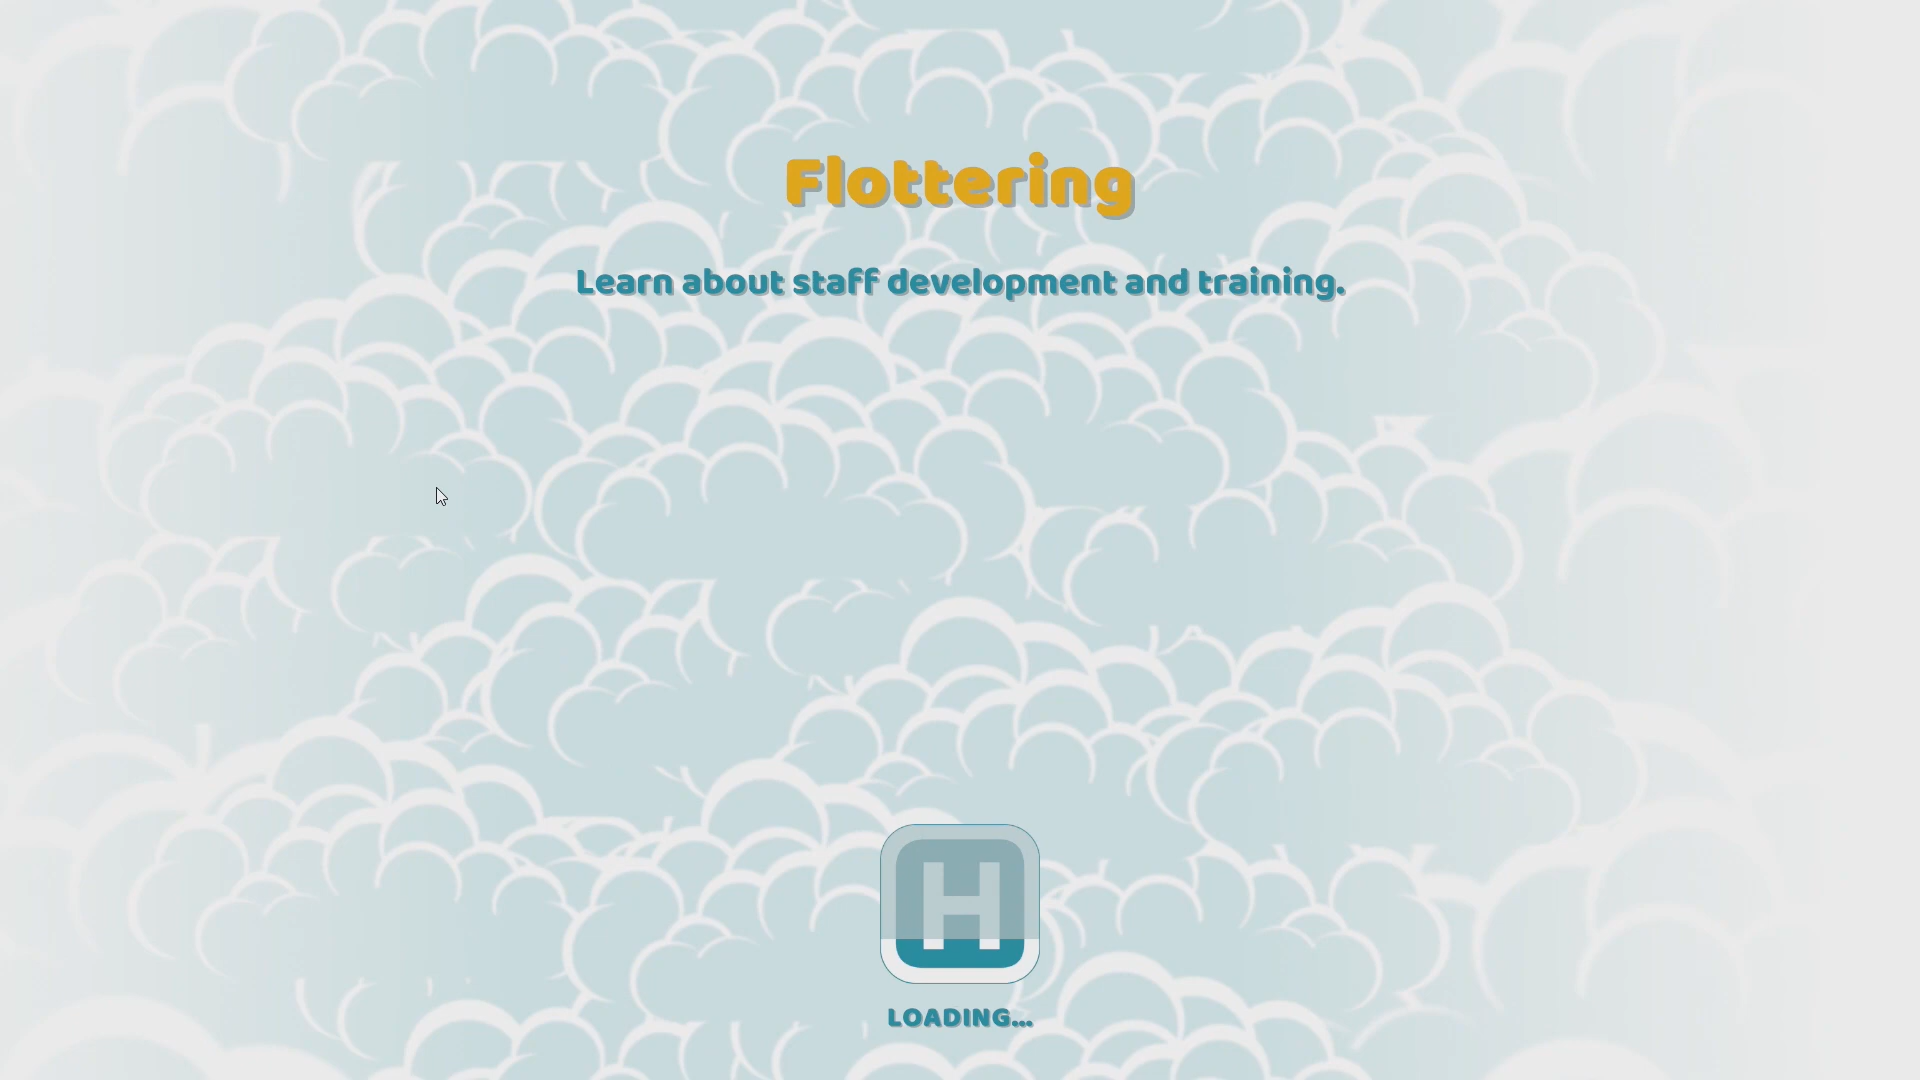 Flottering
Learn about staff development and training.
H
LOADING...